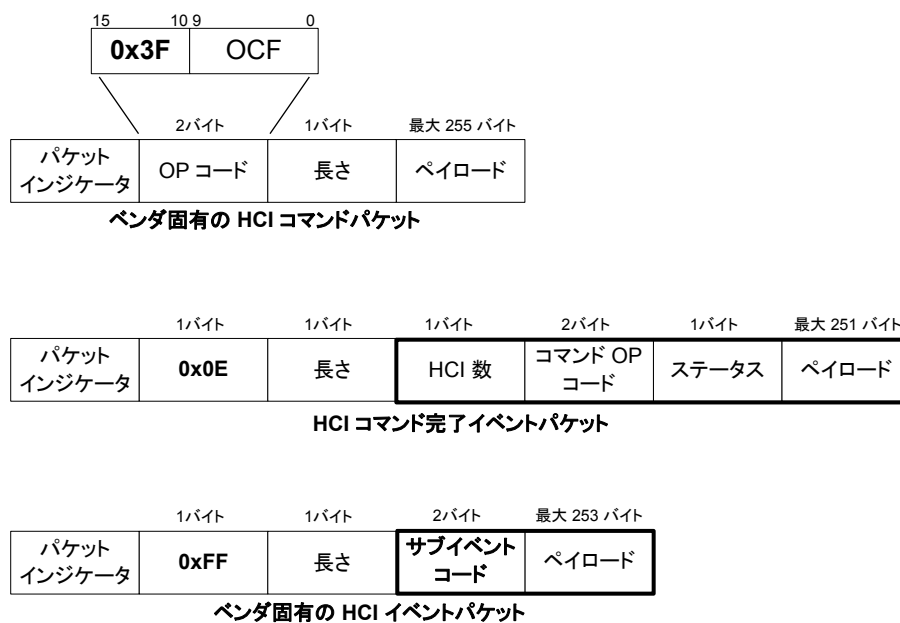 15 10 9 0
0x3F OCF
2バイト 1バイト 最大 255 バイト
パケット
インジケータ OP コード 長さ ペイロード
ベンダ固有の HCI コマンドパケット
1バイト 1バイト 1バイト 2バイト 1バイト 最大 251 バイト
パケット
インジケータ 0x0E 長さ HCI 数 コマンド OP
コード ステータス ペイロード
HCI コマンド完了イベントパケット
1バイト 1バイト 2バイト 最大 253 バイト
パケット
インジケータ 0xFF 長さ サブイベント
コード ペイロード
ベンダ固有の HCI イベントパケット